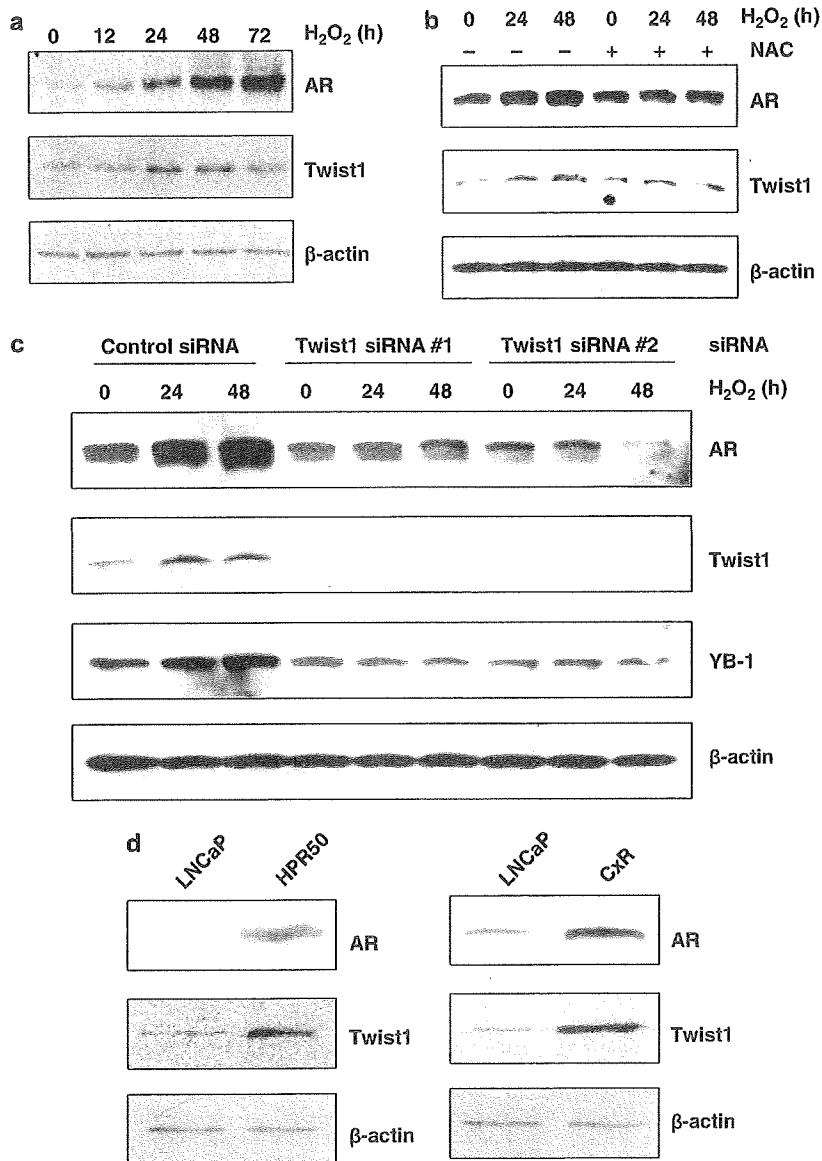 a
0 12 24 48 72 H₂O₂ (h)
AR
Twist1
β-actin
b
0 24 48 0 24 48 H₂O₂ (h)
– – – + + + NAC
AR
Twist1
β-actin
c
Control siRNA Twist1 siRNA #1 Twist1 siRNA #2 siRNA
0 24 48 0 24 48 0 24 48 H₂O₂ (h)
AR
Twist1
YB-1
β-actin
d
LNCaP HPR50
AR
Twist1
β-actin
LNCaP CxR
AR
Twist1
β-actin